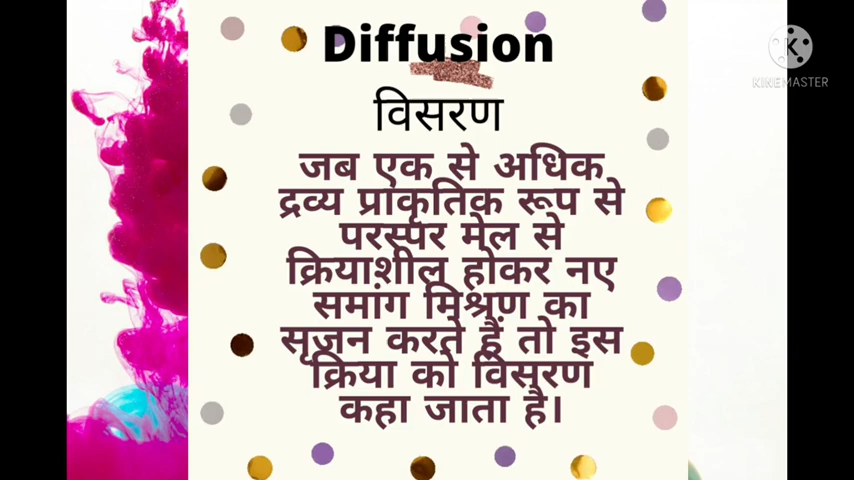 Diffusion
विसरण
जब एक से अधिक
द्रव्य प्राकृतिक रूप से
परस्पर मेल से
क्रियाशील होकर नए
समांग मिश्रण का
सृजन करते हैं तो इस
क्रिया को विसरण
कहा जाता है।
K
KINEMASTER